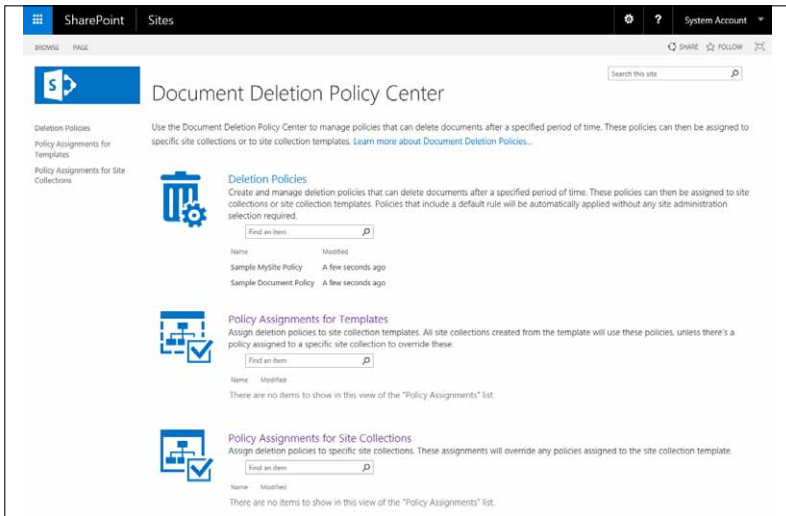 SharePoint Sites ? System Account
BROWSE PAGE SHARE FOLLOW
Search this site
S
Document Deletion Policy Center
Deletion Policies
Policy Assignments for
Templates
Policy Assignments for Site
Collections
Use the Document Deletion Policy Center to manage policies that can delete documents after a specified period of time. These policies can then be assigned to
specific site collections or to site collection templates. Learn more about Document Deletion Policies...
Deletion Policies
Create and manage deletion policies that can delete documents after a specified period of time. These policies can then be assigned to site
collections or site collection templates. Policies that include a default rule will be automatically applied without any site administration
selection required.
Find an item
Name Modified
Sample MySite Policy A few seconds ago
Sample Document Policy A few seconds ago
Policy Assignments for Templates
Assign deletion policies to site collection templates. All site collections created from the template will use these policies, unless there's a
policy assigned to a specific site collection to override these.
Find an item
Name Modified
There are no items to show in this view of the "Policy Assignments" list.
Policy Assignments for Site Collections
Assign deletion policies to specific site collections. These assignments will override any policies assigned to the site collection template.
Find an item
Name Modified
There are no items to show in this view of the "Policy Assignments" list.